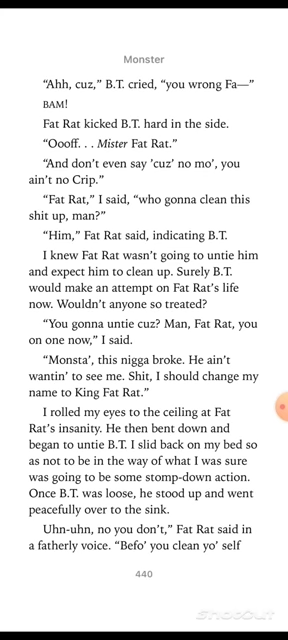 Monster
“Ahh, cuz,” B.T. cried, “you wrong Fa—”
BAM!
Fat Rat kicked B.T. hard in the side.
“Oooff. . . Mister Fat Rat.”
“And don’t even say ’cuz’ no mo’, you
ain’t no Crip.”
“Fat Rat,” I said, “who gonna clean this
shit up, man?”
“Him,” Fat Rat said, indicating B.T.
I knew Fat Rat wasn’t going to untie him
and expect him to clean up. Surely B.T.
would make an attempt on Fat Rat’s life
now. Wouldn’t anyone so treated?
“You gonna untie cuz? Man, Fat Rat, you
on one now,” I said.
“Monsta’, this nigga broke. He ain’t
wantin’ to see me. Shit, I should change my
name to King Fat Rat.”
I rolled my eyes to the ceiling at Fat
Rat’s insanity. He then bent down and
began to untie B.T. I slid back on my bed so
as not to be in the way of what I was sure
was going to be some stomp-down action.
Once B.T. was loose, he stood up and went
peacefully over to the sink.
Uhn-uhn, no you don’t,” Fat Rat said in
a fatherly voice. “Befo’ you clean yo’ self
440
ShotOut